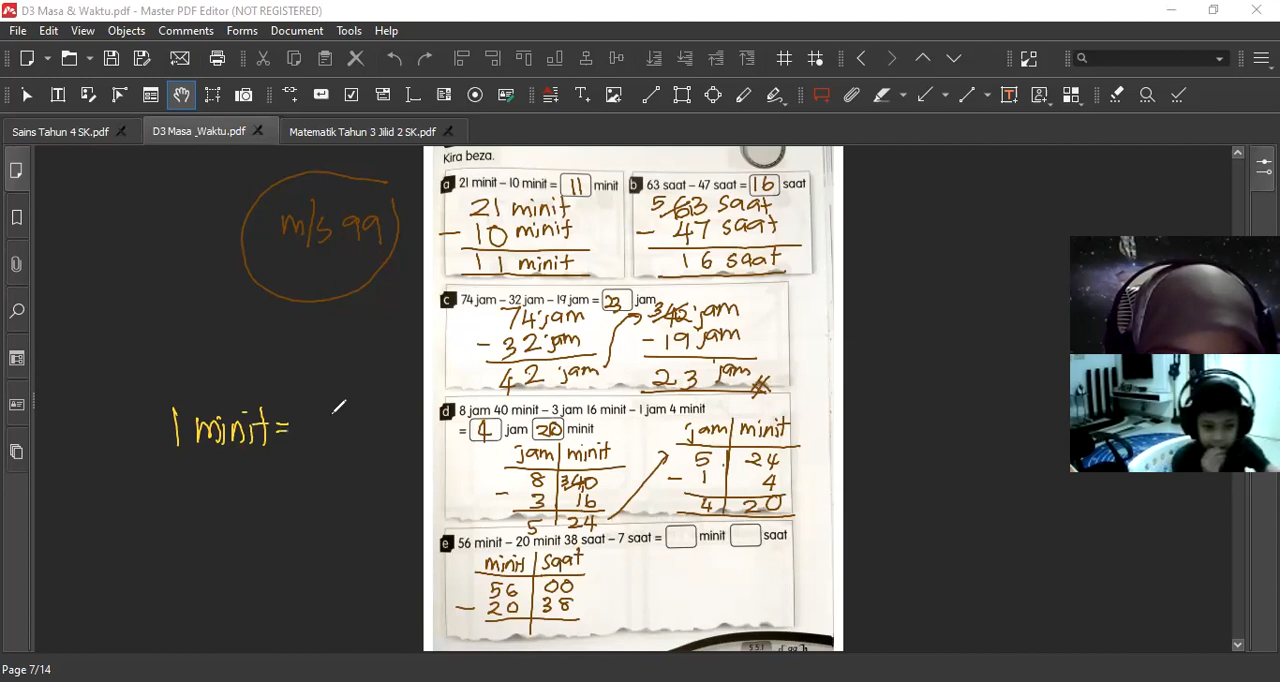 D3 Masa & Waktu.pdf - Master PDF Editor (NOT REGISTERED)
File Edit View Objects Comments Forms Document Tools Help
Sains Tahun 4 SK.pdf D3 Masa _Waktu.pdf Matematik Tahun 3 Jilid 2 SK.pdf
Kira beza.
a 21 minit – 10 minit = 11 minit
21 minit
– 10 minit
11 minit
b 63 saat – 47 saat = 16 saat
5 63 saat
– 47 saat
16 saat
c 74 jam – 32 jam – 19 jam = 23 jam
74 jam
– 32 jam
42 jam
3 42 jam
– 19 jam
23 jam
d 8 jam 40 minit – 3 jam 16 minit – 1 jam 4 minit
= 4 jam 20 minit
jam minit
8 3 40
– 3 16
5 24
jam minit
5 24
– 1 4
4 20
e 56 minit – 20 minit 38 saat – 7 saat = minit saat
minit saat
56 00
– 20 38
m/s 99
1 minit =
5.5.1
Page 7/14